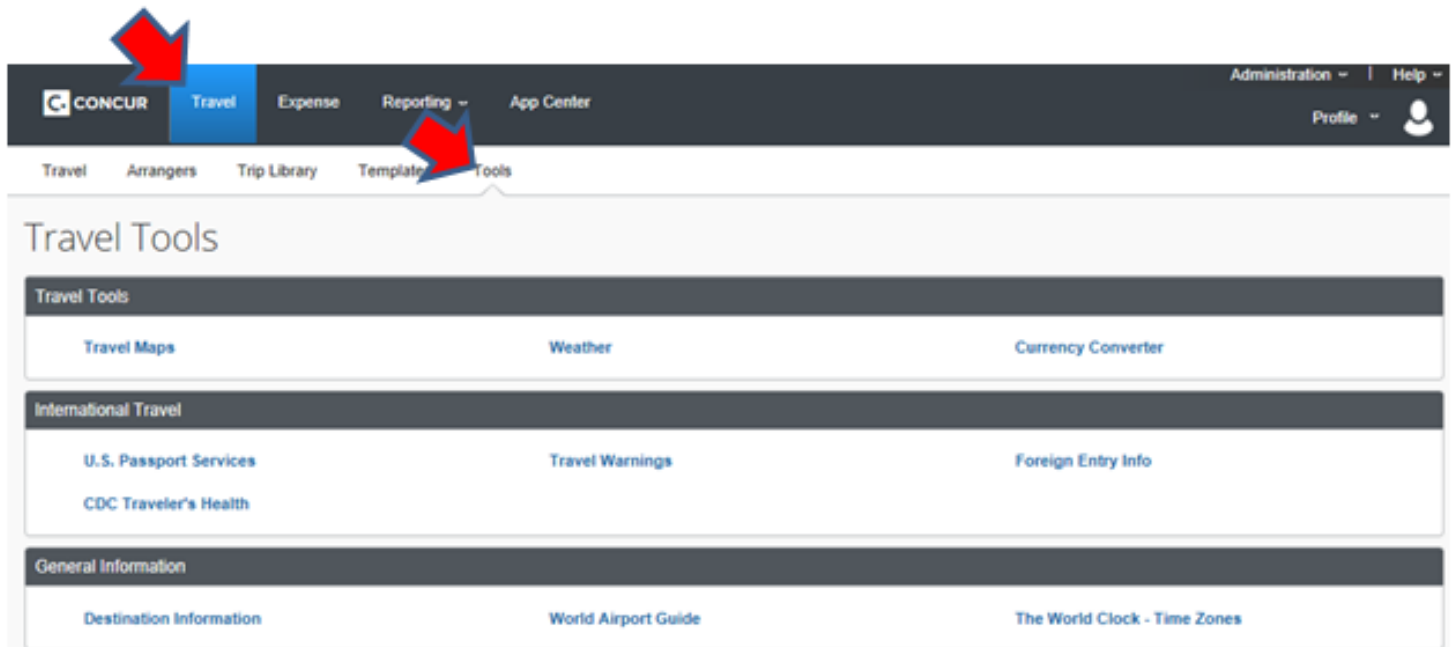 Administration | Help
C. CONCUR Travel Expense Reporting App Center
Profile
Travel Arrangers Trip Library Template Tools
Travel Tools
Travel Tools
Travel Maps Weather Currency Converter
International Travel
U.S. Passport Services Travel Warnings Foreign Entry Info
CDC Traveler's Health
General Information
Destination Information World Airport Guide The World Clock - Time Zones